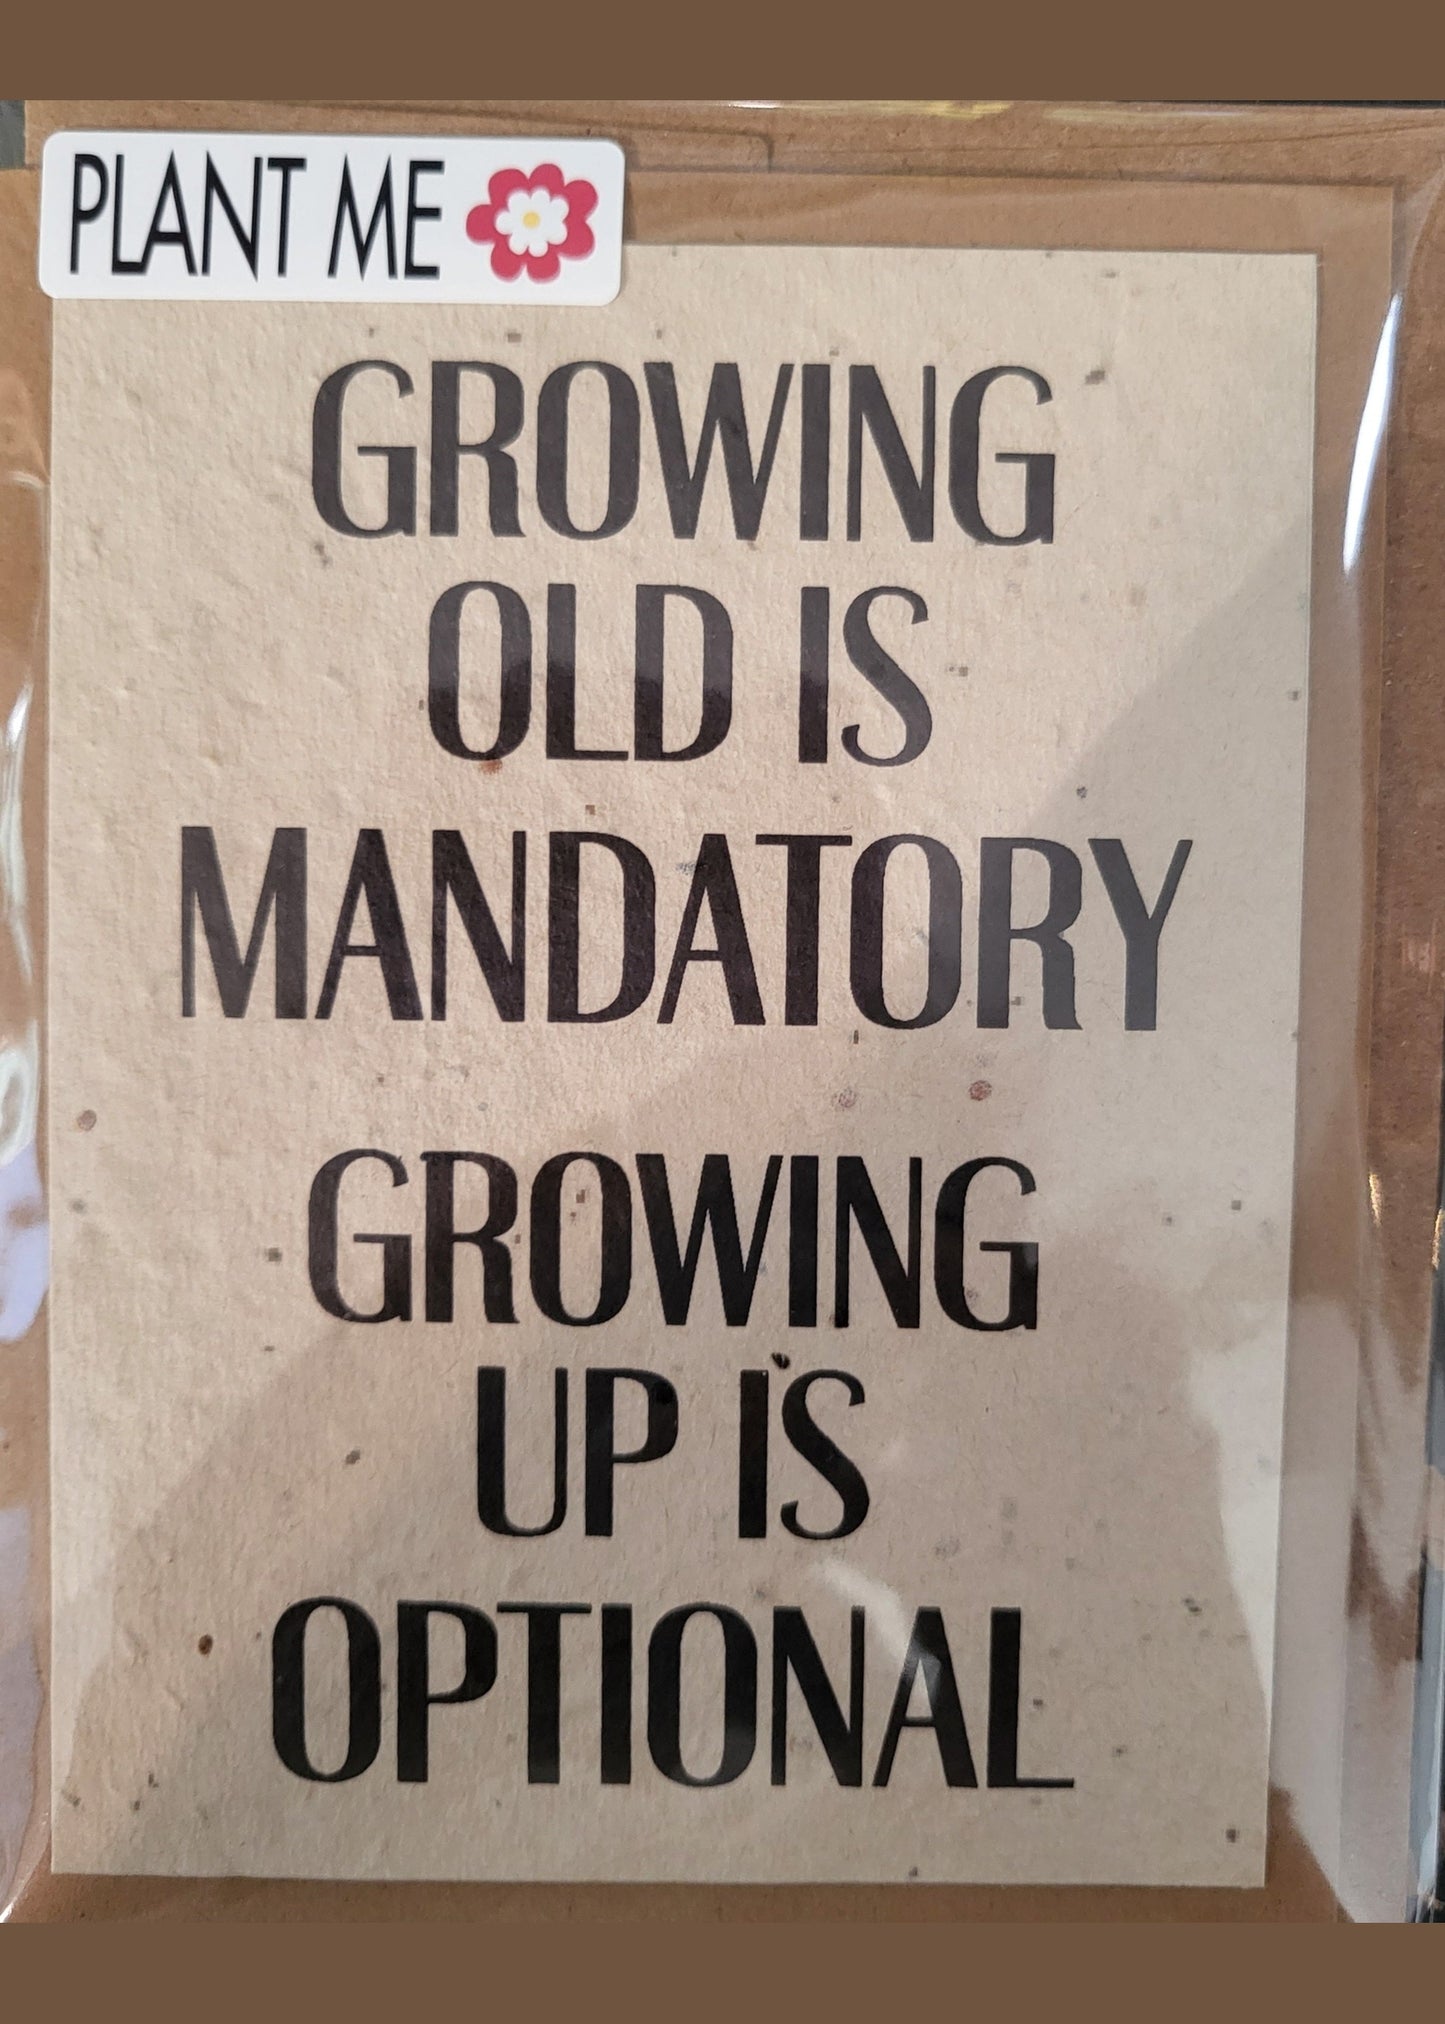 PLANT ME
GROWING
OLD IS
MANDATORY
GROWING
UP IS
OPTIONAL